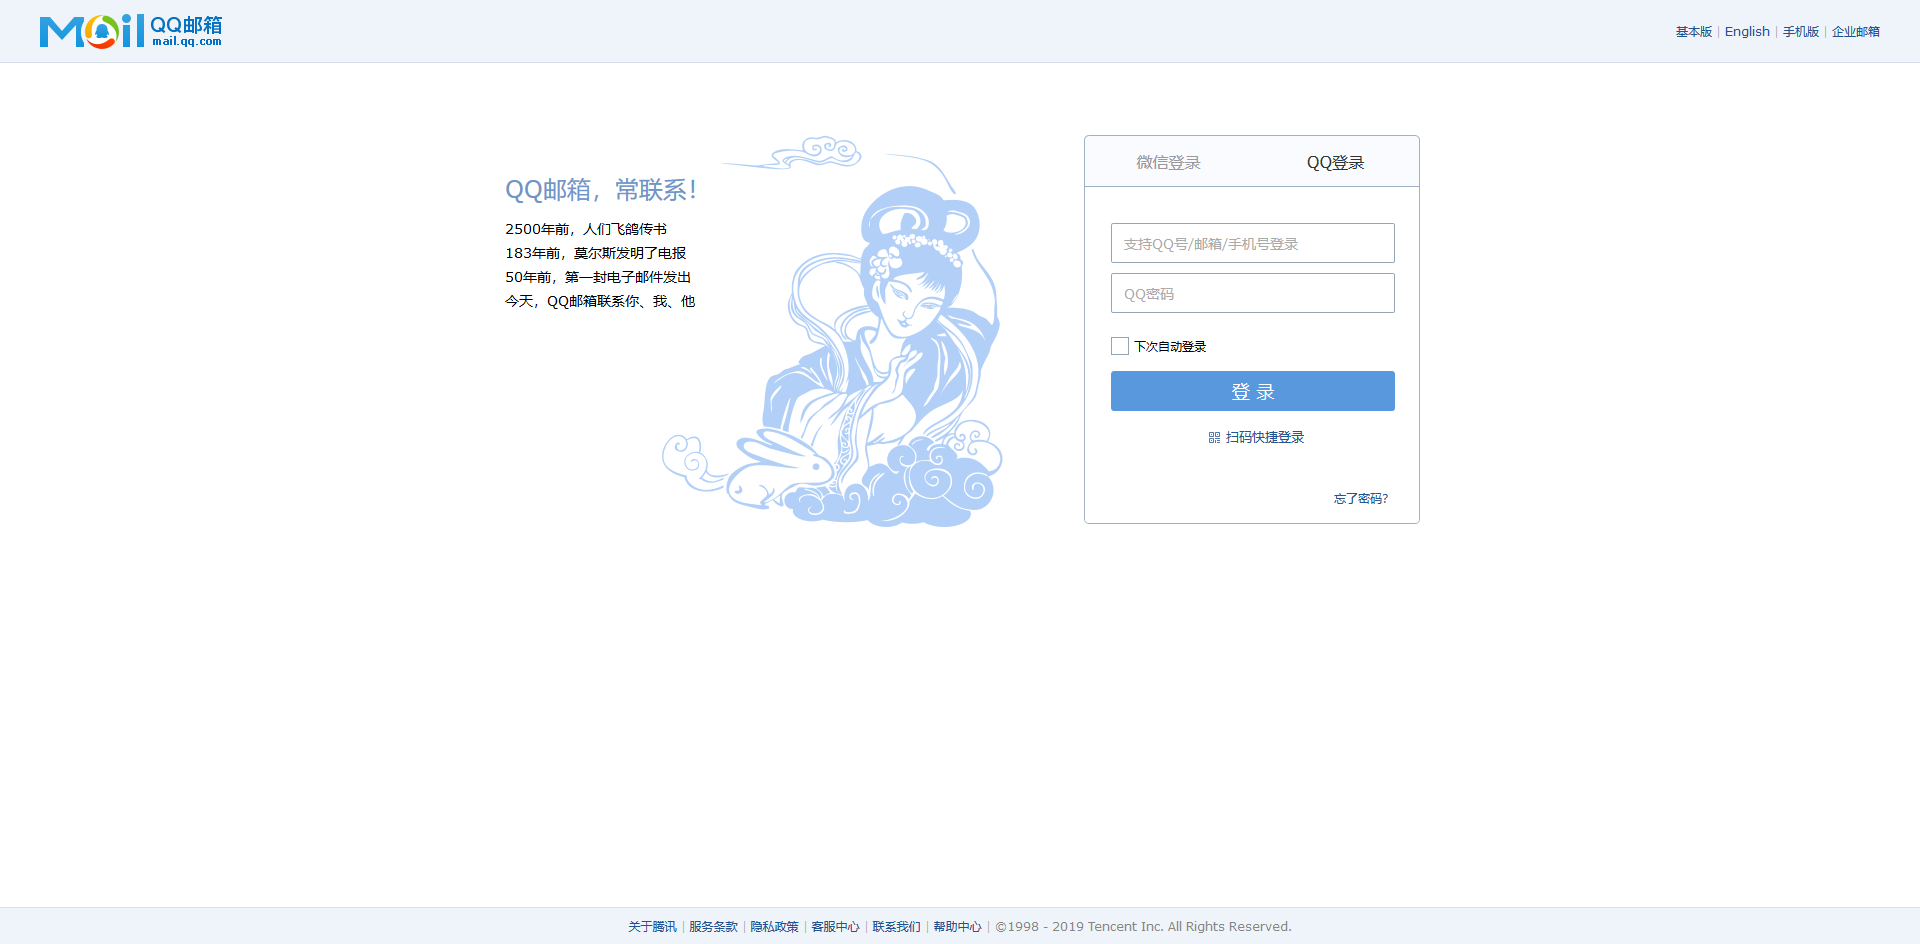 Mail QQ邮箱
mail.qq.com
基本版 | English | 手机版 | 企业邮箱
QQ邮箱，常联系！
2500年前，人们飞鸽传书
183年前，莫尔斯发明了电报
50年前，第一封电子邮件发出
今天，QQ邮箱联系你、我、他
微信登录 QQ登录
支持QQ号/邮箱/手机号登录
QQ密码
下次自动登录
登 录
扫码快捷登录
忘了密码？
关于腾讯 | 服务条款 | 隐私政策 | 客服中心 | 联系我们 | 帮助中心 | ©1998 - 2019 Tencent Inc. All Rights Reserved.